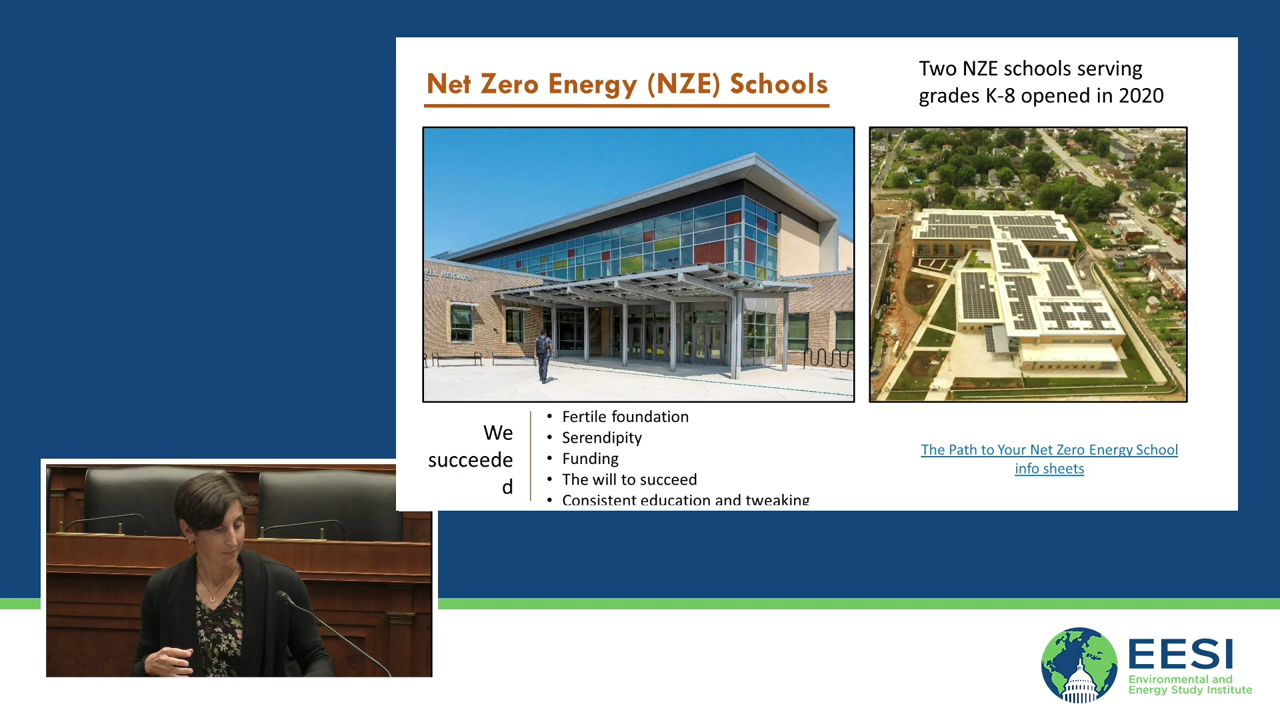 Net Zero Energy (NZE) Schools
Two NZE schools serving
grades K-8 opened in 2020
We
succeede
d
• Fertile foundation
• Serendipity
• Funding
• The will to succeed
• Consistent education and tweaking
The Path to Your Net Zero Energy School
info sheets
EESI
Environmental and
Energy Study Institute